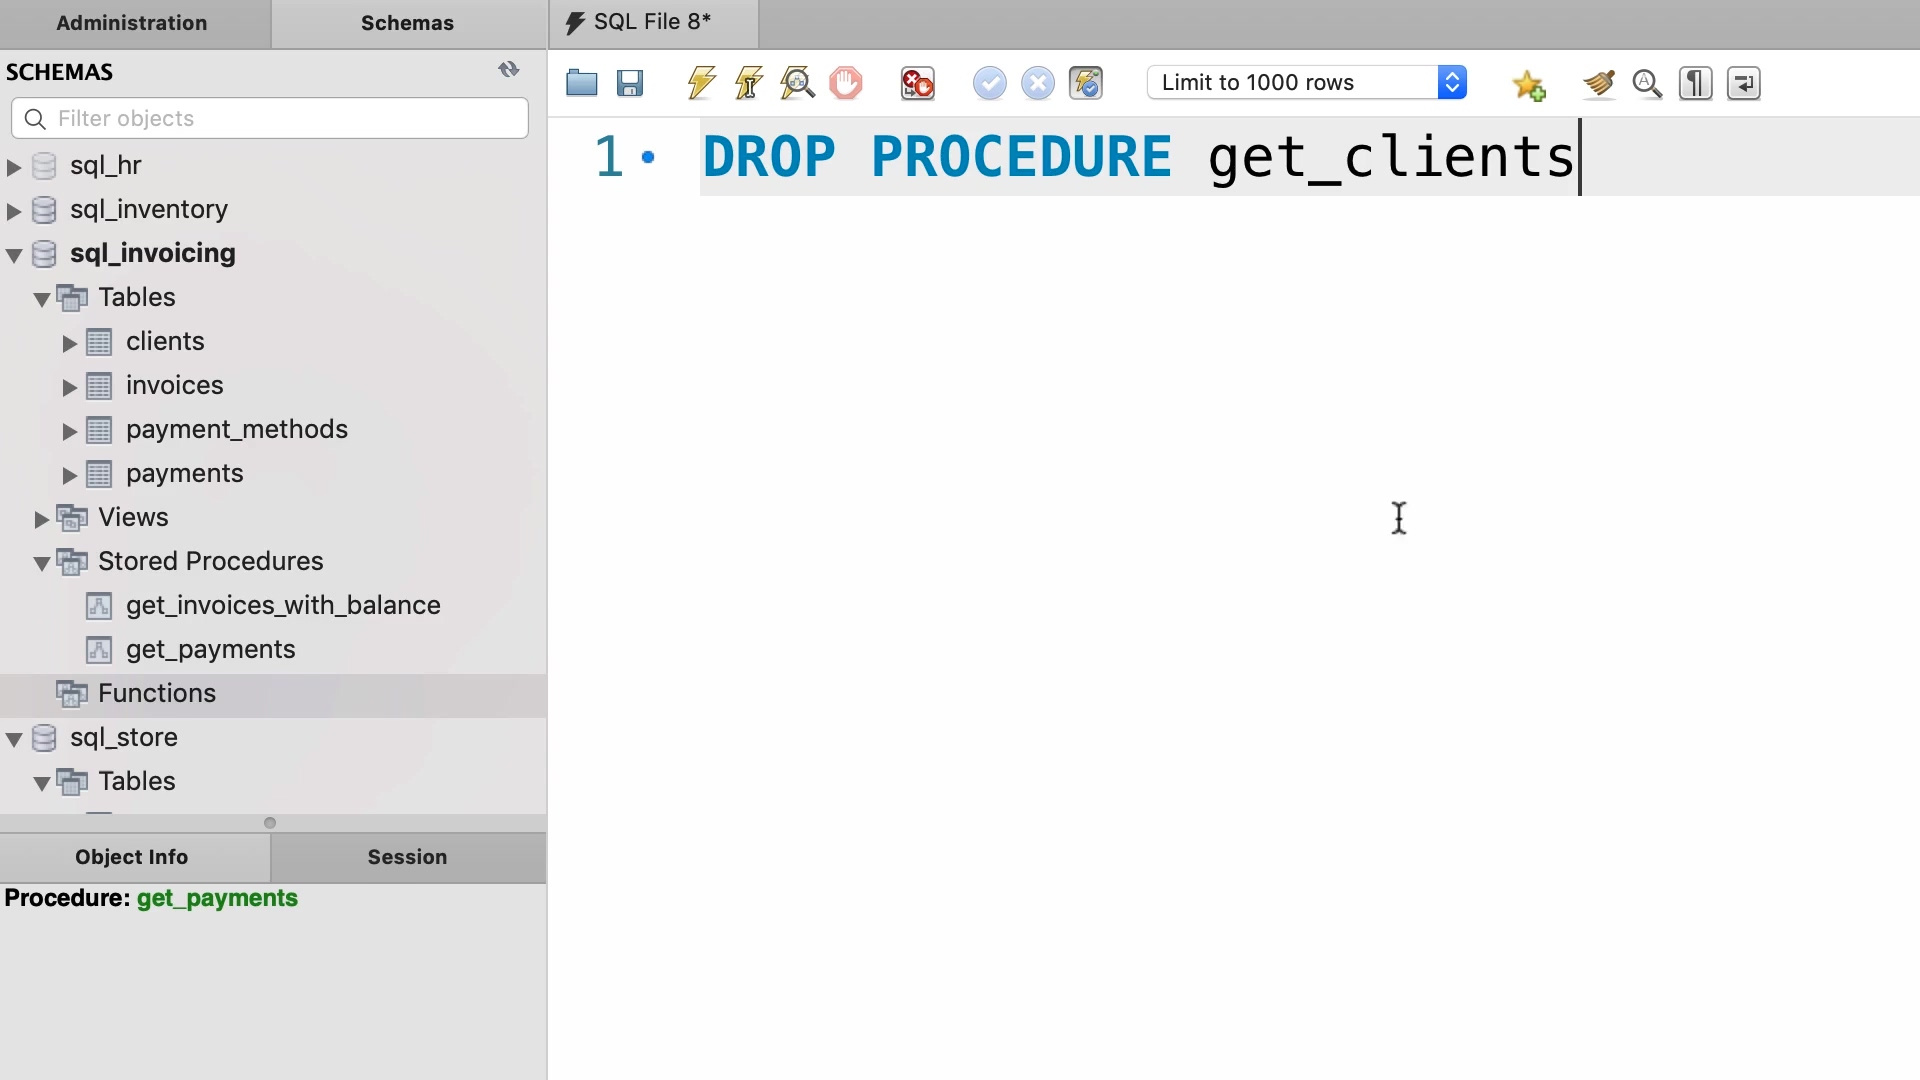 Administration
Schemas
SQL File 8*
SCHEMAS
Limit to 1000 rows
Filter objects
1 DROP PROCEDURE get_clients
sql_hr
sql_inventory
sql_invoicing
Tables
clients
invoices
payment_methods
payments
Views
Stored Procedures
get_invoices_with_balance
get_payments
Functions
sql_store
Tables
Object Info
Session
Procedure: get_payments